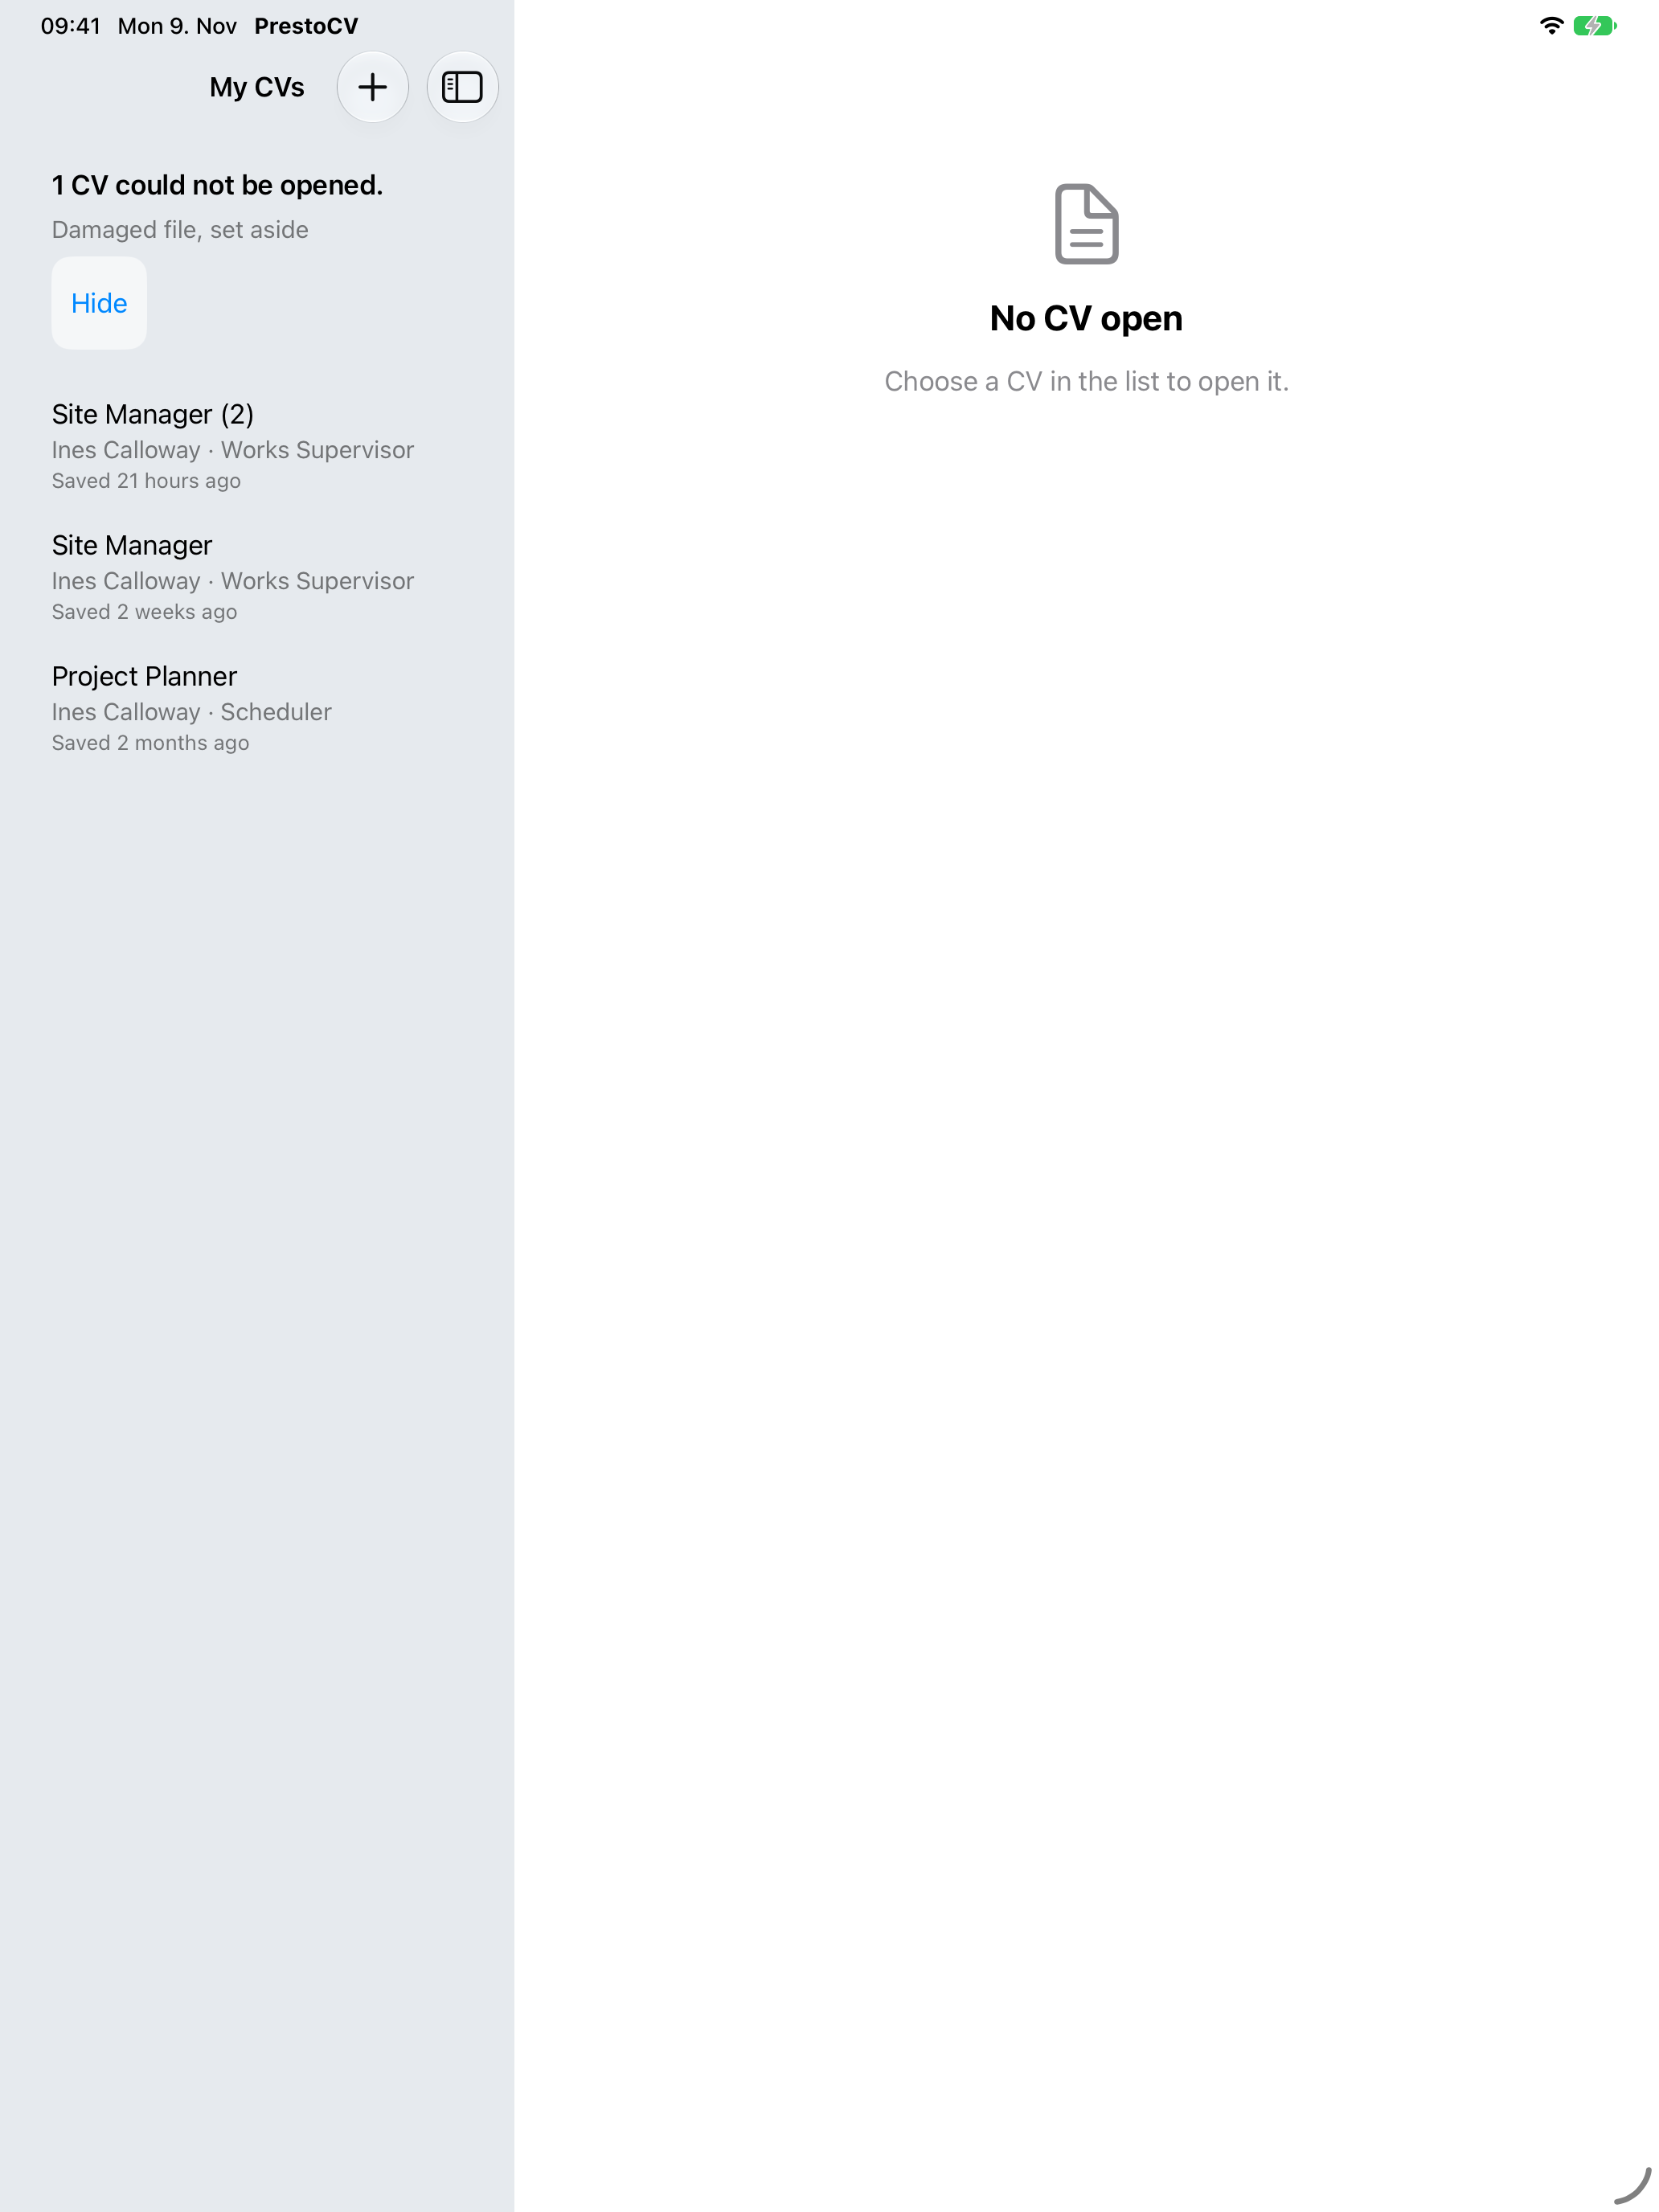 09:41 Mon 9. Nov PrestoCV
My CVs
1 CV could not be opened.
Damaged file, set aside
Hide
Site Manager (2)
Ines Calloway · Works Supervisor
Saved 21 hours ago
Site Manager
Ines Calloway · Works Supervisor
Saved 2 weeks ago
Project Planner
Ines Calloway · Scheduler
Saved 2 months ago
No CV open
Choose a CV in the list to open it.